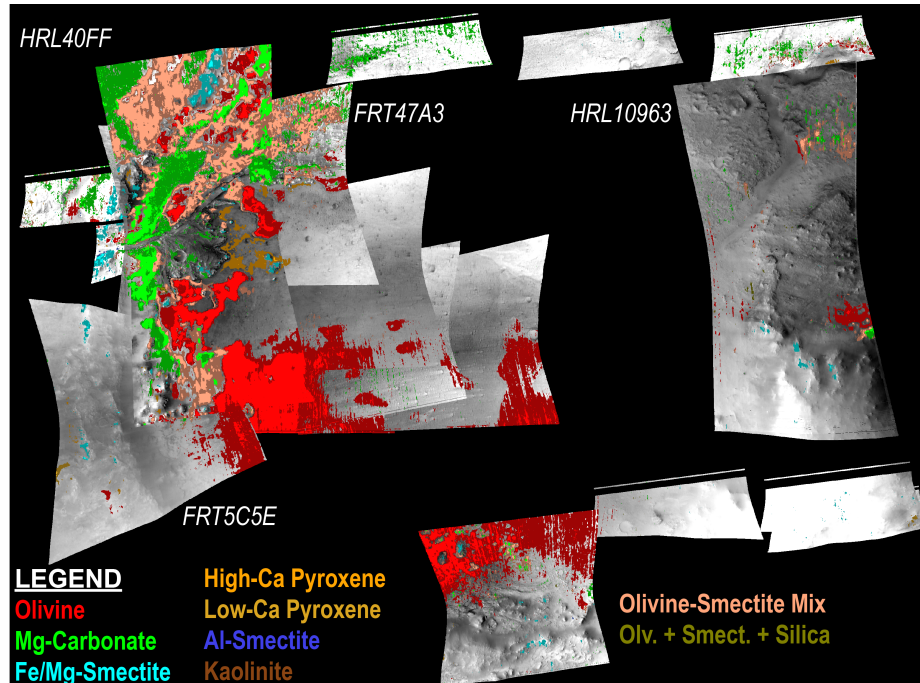 HRL40FF
FRT47A3
HRL10963
FRT5C5E
LEGEND
Olivine
Mg-Carbonate
Fe/Mg-Smectite
High-Ca Pyroxene
Low-Ca Pyroxene
Al-Smectite
Kaolinite
Olivine-Smectite Mix
Olv. + Smect. + Silica